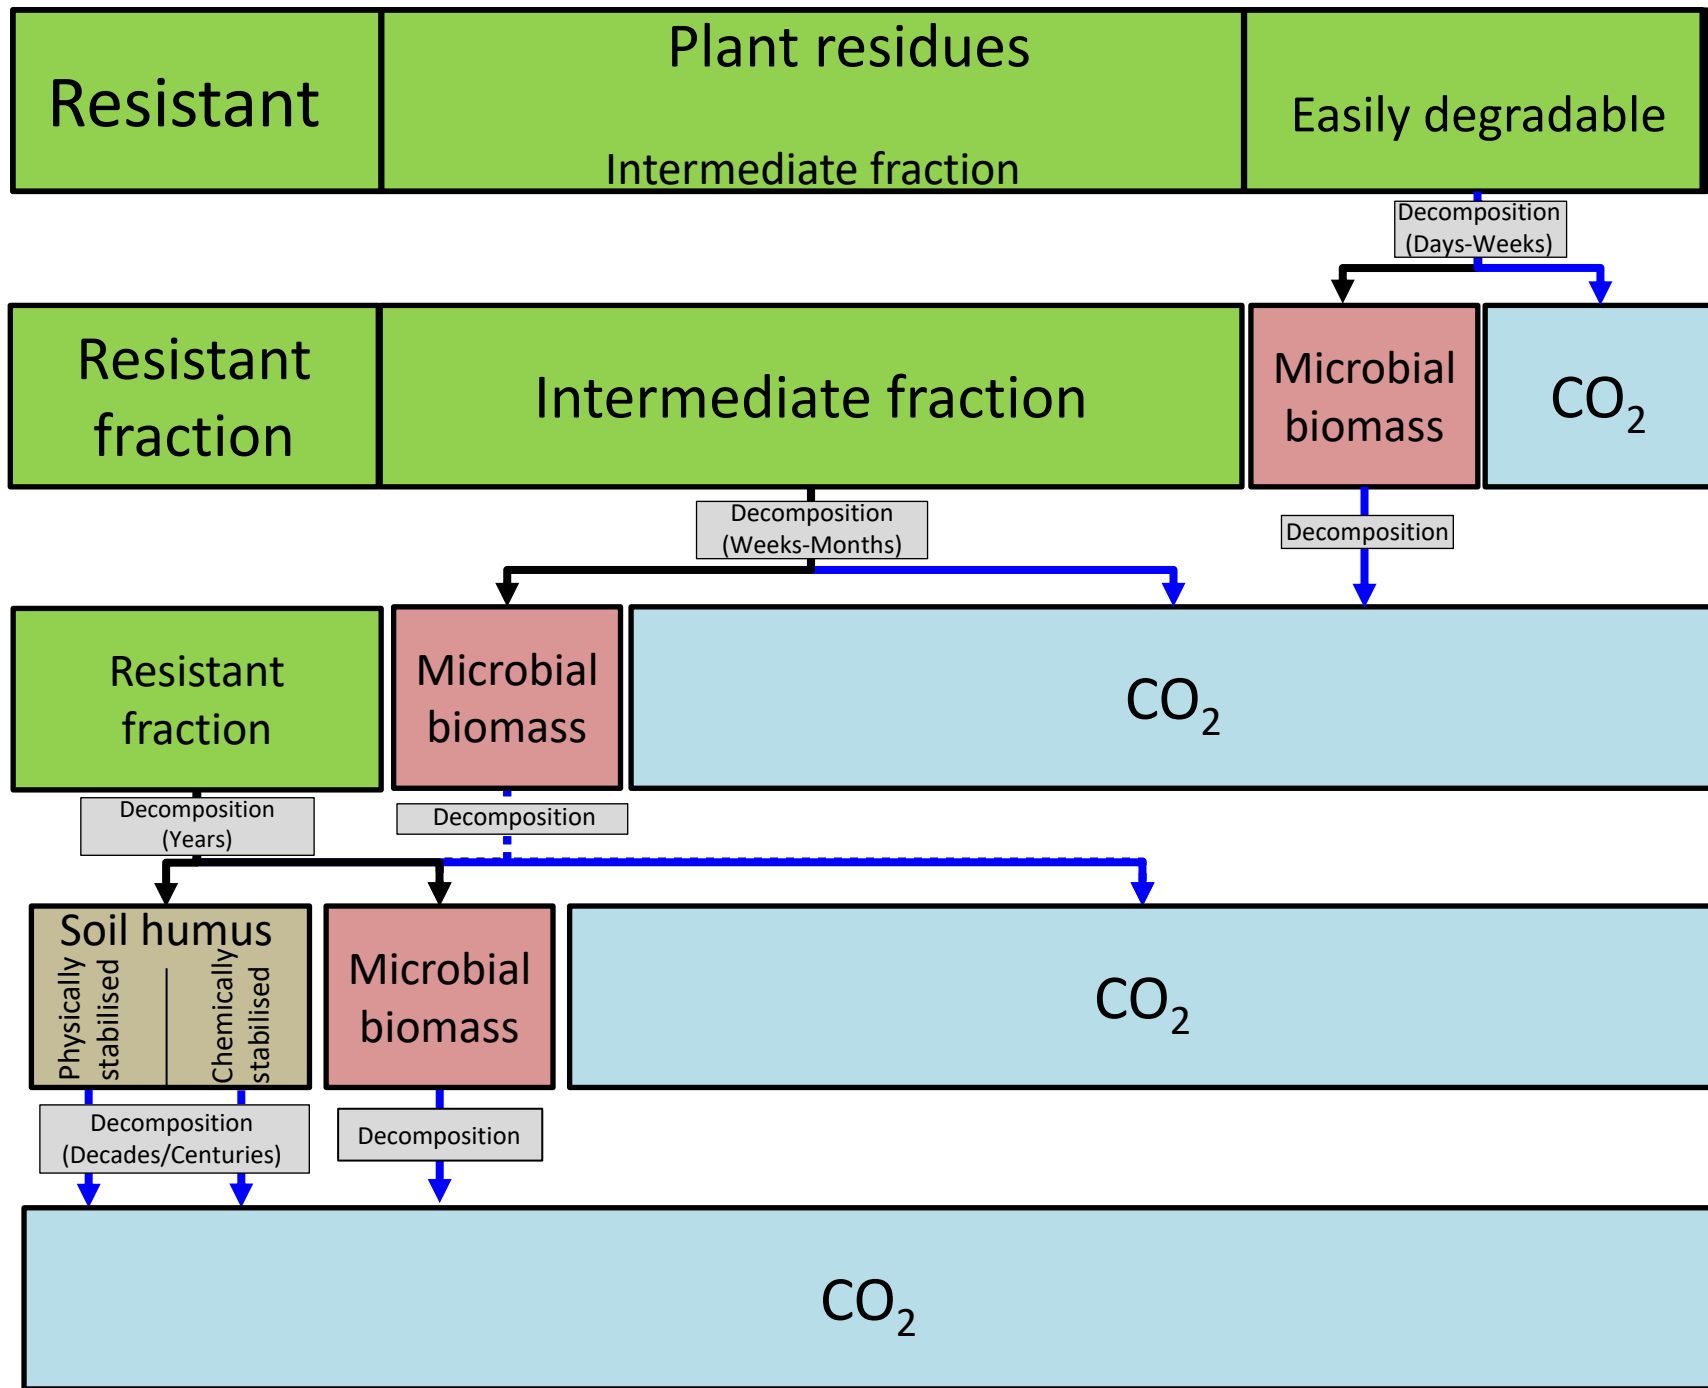 Plant residues
Resistant
Intermediate fraction
Easily degradable
Decomposition
(Days-Weeks)
Resistant
fraction
Intermediate fraction
Microbial
biomass
CO₂
Decomposition
(Weeks-Months)
Decomposition
Resistant
fraction
Microbial
biomass
CO₂
Decomposition
(Years)
Decomposition
Soil humus
Physically
stabilised
Chemically
stabilised
Microbial
biomass
CO₂
Decomposition
(Decades/Centuries)
Decomposition
CO₂